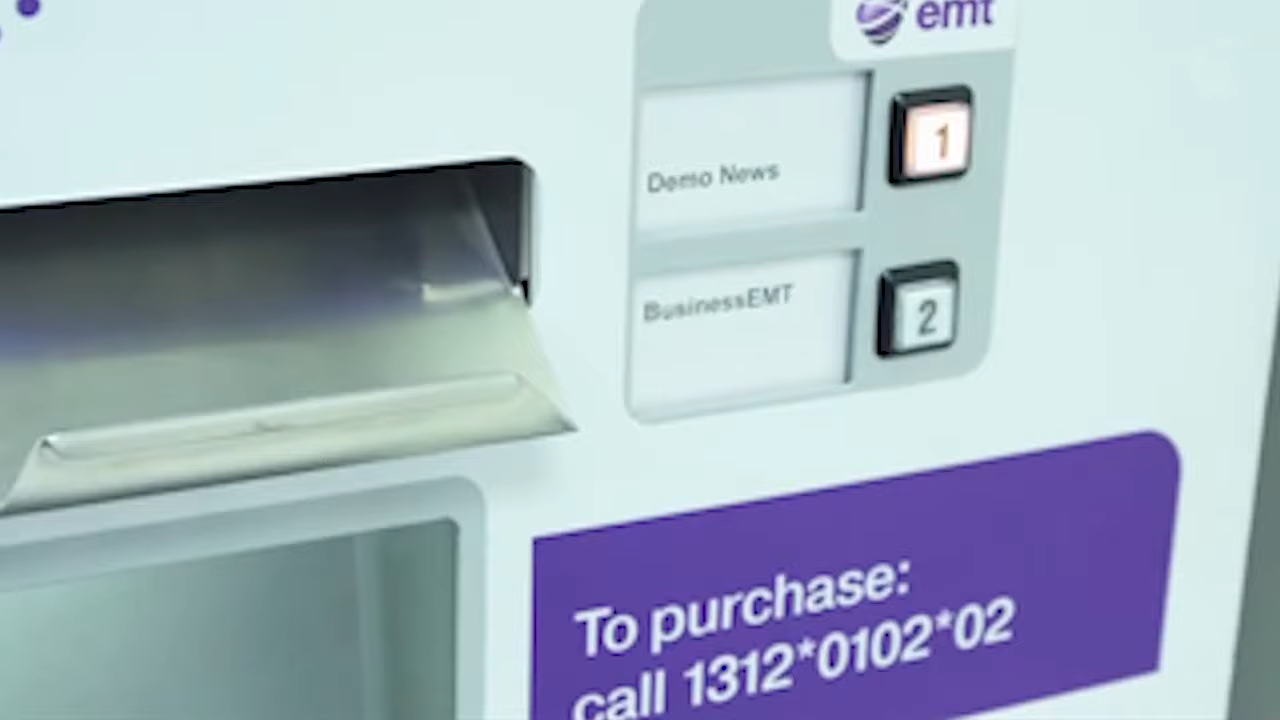 emt
1
Demo News
BusinessEMT
2
To purchase:
call 1312*0102*02